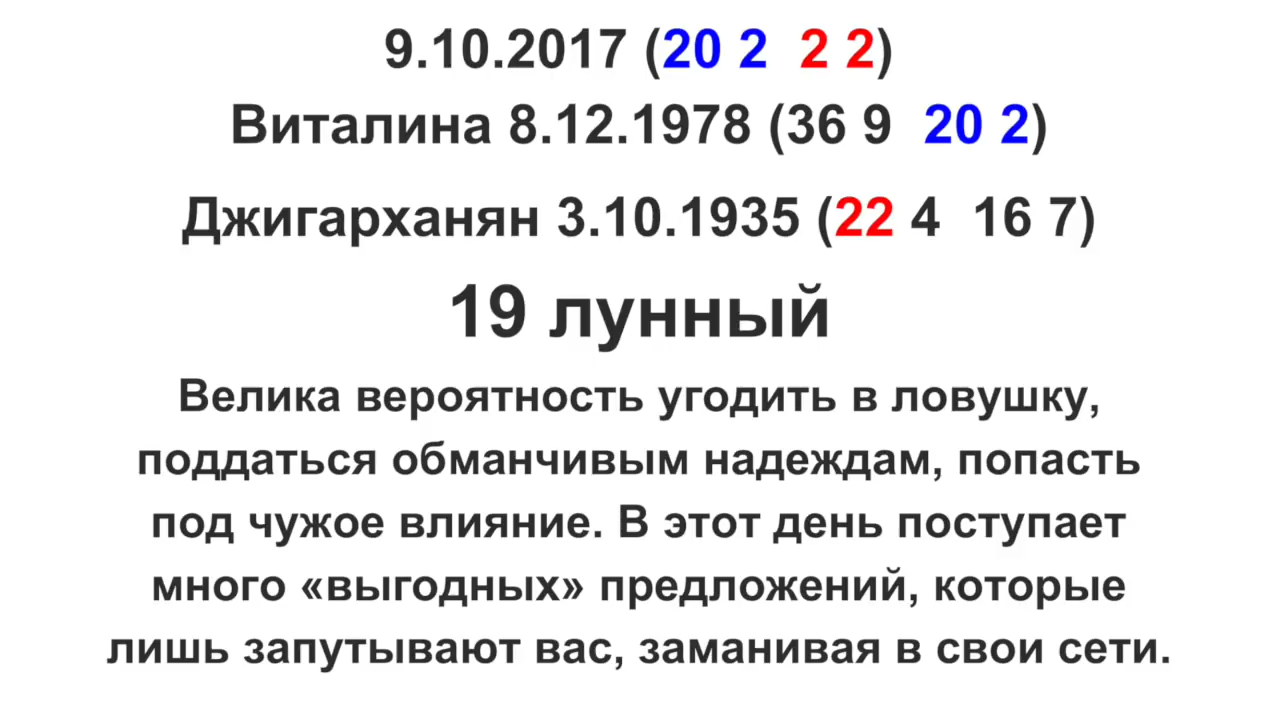 9.10.2017 (20 2  2 2)
Виталина 8.12.1978 (36 9  20 2)
Джигарханян 3.10.1935 (22 4  16 7)
19 лунный
Велика вероятность угодить в ловушку,
поддаться обманчивым надеждам, попасть
под чужое влияние. В этот день поступает
много «выгодных» предложений, которые
лишь запутывают вас, заманивая в свои сети.